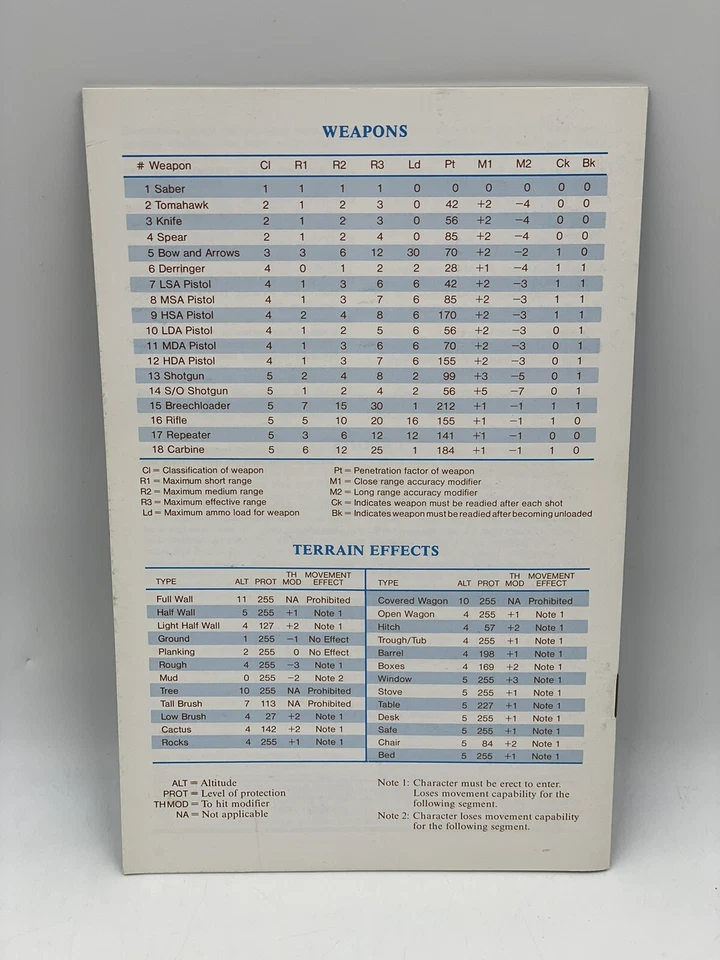 WEAPONS
# Weapon Cl R1 R2 R3 Ld Pt M1 M2 Ck Bk
1 Saber 1 1 1 1 0 0 0 0 0 0
2 Tomahawk 2 1 2 3 0 42 +2 −4 0 0
3 Knife 2 1 2 3 0 56 +2 −4 0 0
4 Spear 2 1 2 4 0 85 +2 −4 0 0
5 Bow and Arrows 3 3 6 12 30 70 +2 −2 1 0
6 Derringer 4 0 1 2 2 28 +1 −4 1 1
7 LSA Pistol 4 1 3 6 6 42 +2 −3 1 1
8 MSA Pistol 4 1 3 7 6 85 +2 −3 1 1
9 HSA Pistol 4 2 4 8 6 170 +2 −3 1 1
10 LDA Pistol 4 1 2 5 6 56 +2 −3 0 1
11 MDA Pistol 4 1 3 6 6 70 +2 −3 0 1
12 HDA Pistol 4 1 3 7 6 155 +2 −3 0 1
13 Shotgun 5 2 4 8 2 99 +3 −5 0 1
14 S/O Shotgun 5 1 2 4 2 56 +5 −7 0 1
15 Breechloader 5 7 15 30 1 212 +1 −1 1 1
16 Rifle 5 5 10 20 16 155 +1 −1 1 0
17 Repeater 5 3 6 12 12 141 +1 −1 0 0
18 Carbine 5 6 12 25 1 184 +1 −1 1 0
Cl = Classification of weapon
R1 = Maximum short range
R2 = Maximum medium range
R3 = Maximum effective range
Ld = Maximum ammo load for weapon
Pt = Penetration factor of weapon
M1 = Close range accuracy modifier
M2 = Long range accuracy modifier
Ck = Indicates weapon must be readied after each shot
Bk = Indicates weapon must be readied after becoming unloaded
TERRAIN EFFECTS
TYPE ALT PROT TH MOD MOVEMENT EFFECT
Full Wall 11 255 NA Prohibited
Half Wall 5 255 +1 Note 1
Light Half Wall 4 127 +2 Note 1
Ground 1 255 −1 No Effect
Planking 2 255 0 No Effect
Rough 4 255 −3 Note 1
Mud 0 255 −2 Note 2
Tree 10 255 NA Prohibited
Tall Brush 7 113 NA Prohibited
Low Brush 4 27 +2 Note 1
Cactus 4 142 +2 Note 1
Rocks 4 255 +1 Note 1
TYPE ALT PROT TH MOD MOVEMENT EFFECT
Covered Wagon 10 255 NA Prohibited
Open Wagon 4 255 +1 Note 1
Hitch 4 57 +2 Note 1
Trough/Tub 4 255 +1 Note 1
Barrel 4 198 +1 Note 1
Boxes 4 169 +2 Note 1
Window 5 255 +3 Note 1
Stove 5 255 +1 Note 1
Table 5 227 +1 Note 1
Desk 5 255 +1 Note 1
Safe 5 255 +1 Note 1
Chair 5 84 +2 Note 1
Bed 5 255 +1 Note 1
ALT = Altitude
PROT = Level of protection
TH MOD = To hit modifier
NA = Not applicable
Note 1: Character must be erect to enter.
Loses movement capability for the
following segment.
Note 2: Character loses movement capability
for the following segment.